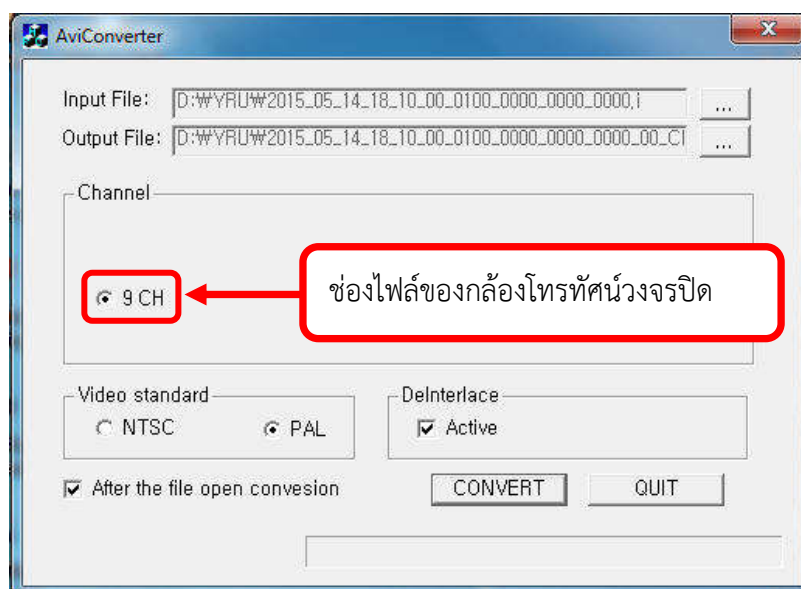 AviConverter
Input File: D:₩YRU₩2015_05_14_18_10_00_0100_0000_0000_0000,i ...
Output File: D:₩YRU₩2015_05_14_18_10_00_0100_0000_0000_0000_00_C ...
Channel
9 CH
ช่องไฟล์ของกล้องโทรทัศน์วงจรปิด
Video standard DeInterlace
NTSC PAL Active
After the file open convesion CONVERT QUIT